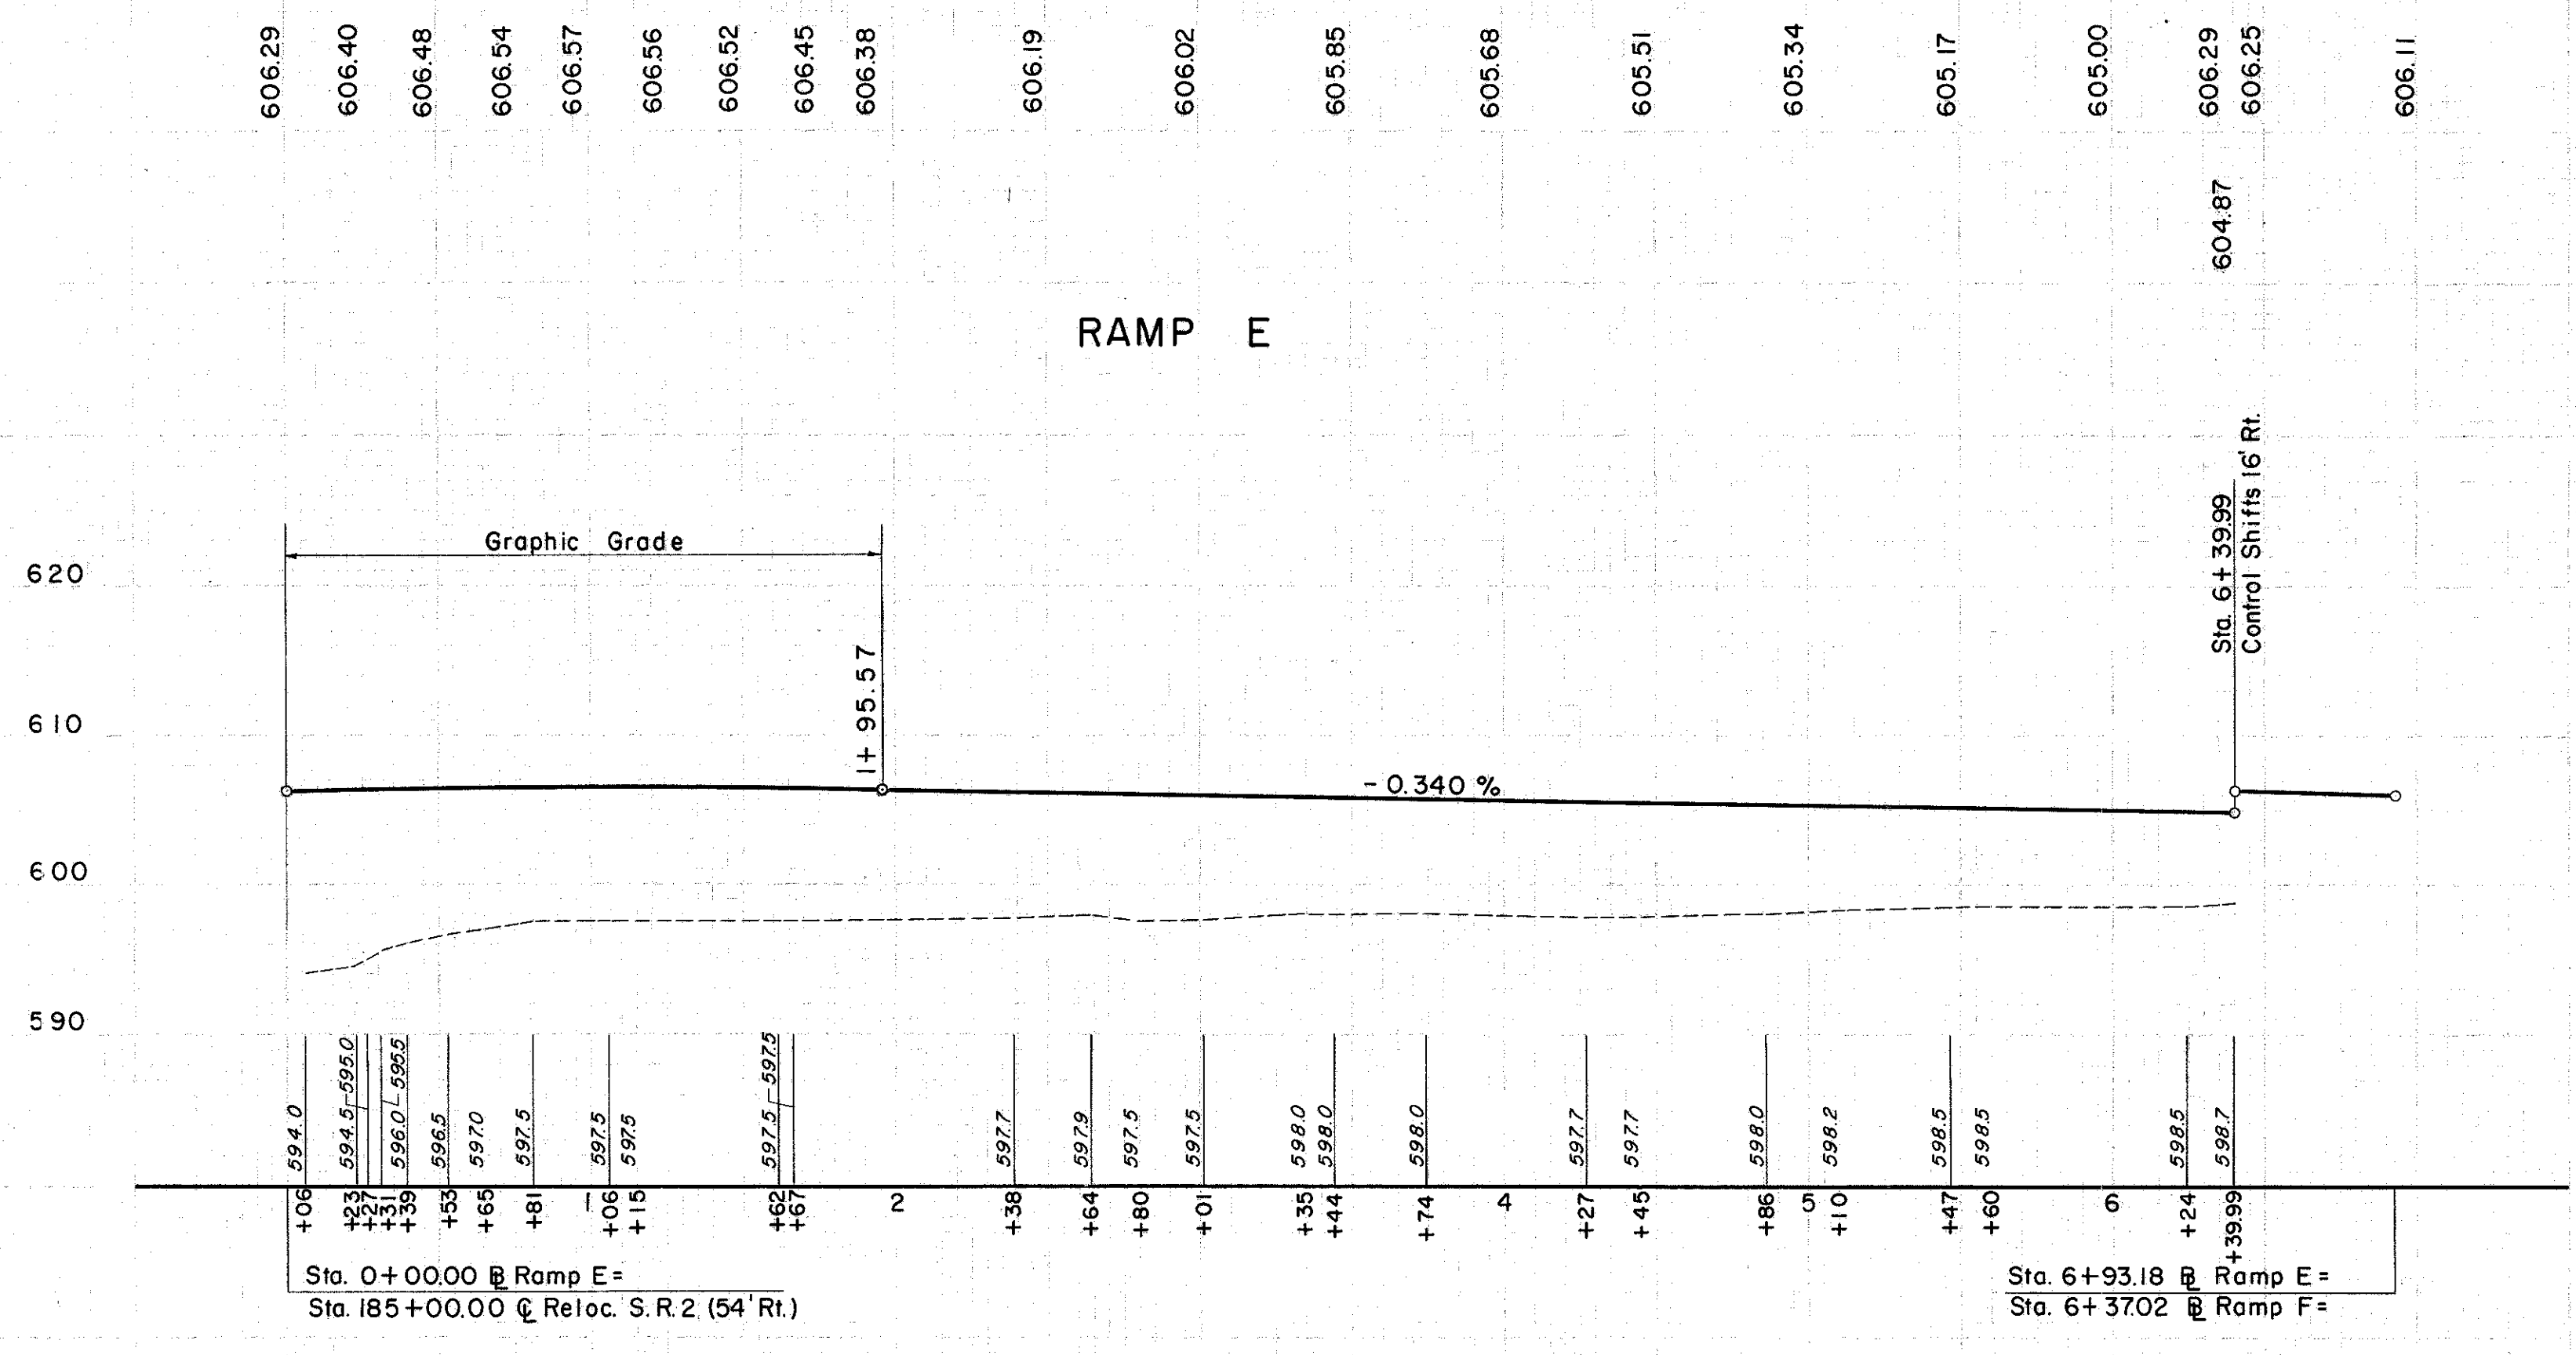 606.29 606.40 606.48 606.54 606.57 606.56 606.52 606.45 606.38 606.19 606.02 605.85 605.68 605.51 605.34 605.17 605.00 606.29 606.25 606.11
604.87
RAMP E
Sta. 6+39.99
Control Shifts 16' Rt.
Graphic Grade
620
1+95.57
610
- 0.340 %
600
590
594.0 594.5 595.0 596.0 595.5 596.5 597.0 597.5 597.5 597.5 597.5 597.5 597.7 597.9 597.5 597.5 598.0 598.0 598.0 597.7 597.7 598.0 598.2 598.5 598.5 598.5 598.7
+06 +23 +27 +31 +39 +53 +65 +81 1 +06 +15 +62 +67 2 +38 +64 +80 +01 +35 +44 +74 4 +27 +45 +86 5 +10 +47 +60 6 +24 +39.99
Sta. 0+00.00 BL Ramp E=
Sta. 185+00.00 CL Reloc. S.R. 2 (54' Rt.)
Sta. 6+93.18 BL Ramp E=
Sta. 6+37.02 BL Ramp F=